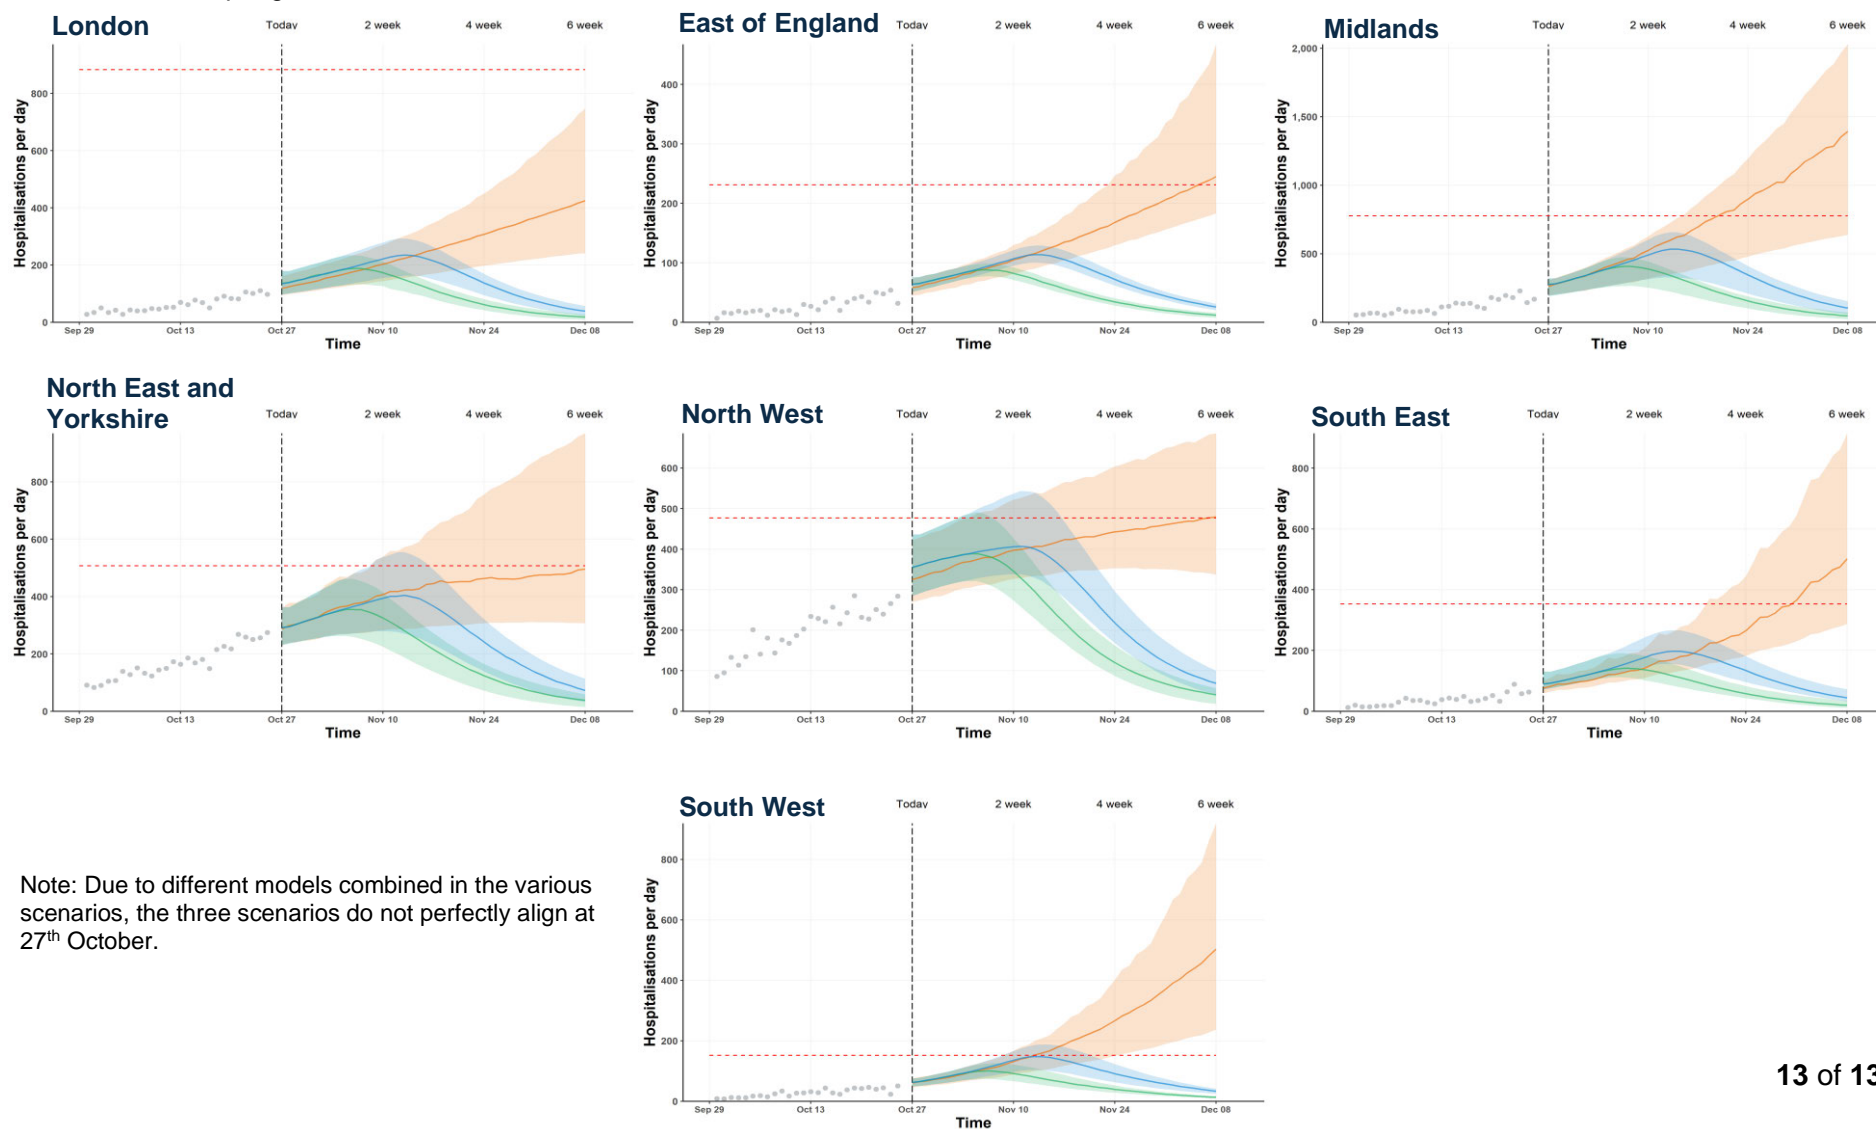 London
Today 2 week 4 week 6 week
Hospitalisations per day
800
600
400
200
0
Sep 29 Oct 13 Oct 27 Nov 10 Nov 24 Dec 08
Time
East of England
Today 2 week 4 week 6 week
Hospitalisations per day
400
300
200
100
0
Sep 29 Oct 13 Oct 27 Nov 10 Nov 24 Dec 08
Time
Midlands
Today 2 week 4 week 6 week
Hospitalisations per day
2,000
1,500
1,000
500
0
Sep 29 Oct 13 Oct 27 Nov 10 Nov 24 Dec 08
Time
North East and
Yorkshire
Today 2 week 4 week 6 week
Hospitalisations per day
800
600
400
200
0
Sep 29 Oct 13 Oct 27 Nov 10 Nov 24 Dec 08
Time
North West
Today 2 week 4 week 6 week
Hospitalisations per day
600
500
400
300
200
100
0
Sep 29 Oct 13 Oct 27 Nov 10 Nov 24 Dec 08
Time
South East
Today 2 week 4 week 6 week
Hospitalisations per day
800
600
400
200
0
Sep 29 Oct 13 Oct 27 Nov 10 Nov 24 Dec 08
Time
South West
Today 2 week 4 week 6 week
Hospitalisations per day
800
600
400
200
0
Sep 29 Oct 13 Oct 27 Nov 10 Nov 24 Dec 08
Time
Note: Due to different models combined in the various
scenarios, the three scenarios do not perfectly align at
27th October.
13 of 13